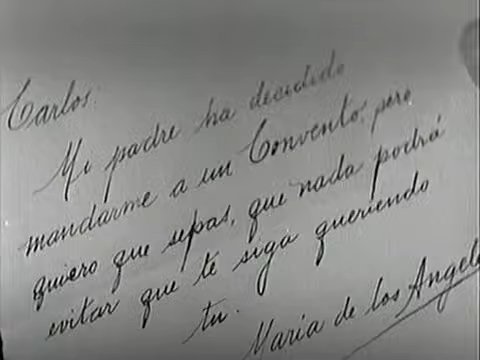 Carlos:
Mi padre ha decidido
mandarme a un Convento, pero
quiero que sepas, que nada podrá
evitar que te siga queriendo
tu.
Maria de los Angeles